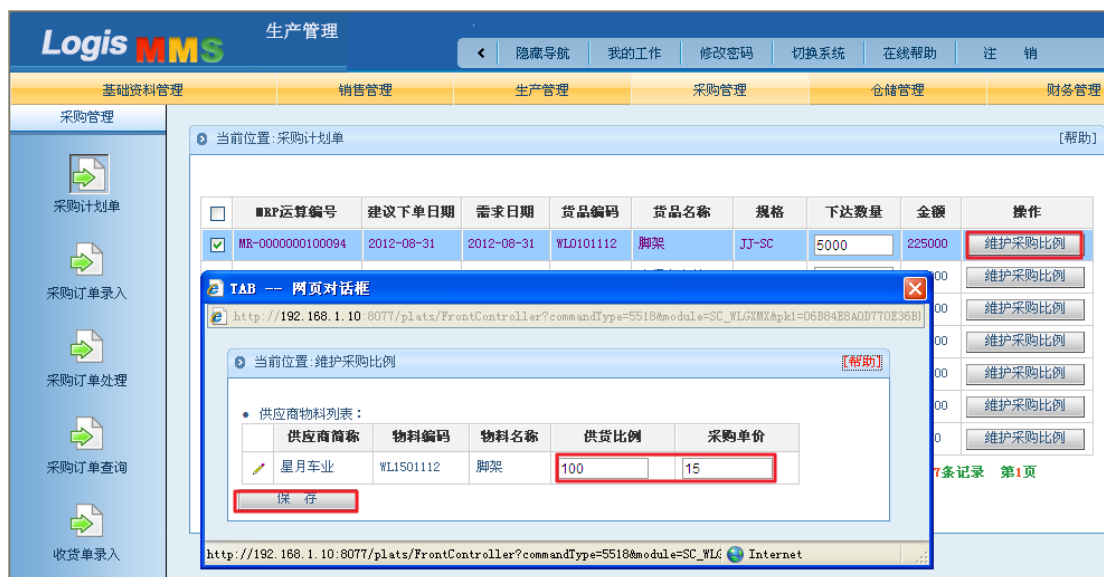 Logis MMS
生产管理
隐藏导航 我的工作 修改密码 切换系统 在线帮助 注 销
基础资料管理 销售管理 生产管理 采购管理 仓储管理 财务管理
采购管理
当前位置:采购计划单 [帮助]
采购计划单
MRP运算编号 建议下单日期 需求日期 货品编码 货品名称 规格 下达数量 金额 操作
MR-0000000100094 2012-08-31 2012-08-31 WL0101112 脚架 JJ-SC 5000 225000 维护采购比例
00 维护采购比例
采购订单录入
TAB -- 网页对话框
http://192.168.1.10:8077/plats/FrontController?commandType=5518&module=SC_WLGXMX&pk1=06B84E8A0D770E36B1
00 维护采购比例
00 维护采购比例
当前位置:维护采购比例 [帮助]
00 维护采购比例
采购订单处理
供应商物料列表：
00 维护采购比例
供应商简称 物料编码 物料名称 供货比例 采购单价
0 维护采购比例
星月车业 WL1501112 脚架 100 15
采购订单查询
7条记录 第1页
保 存
收货单录入
http://192.168.1.10:8077/plats/FrontController?commandType=5518&module=SC_WLG Internet